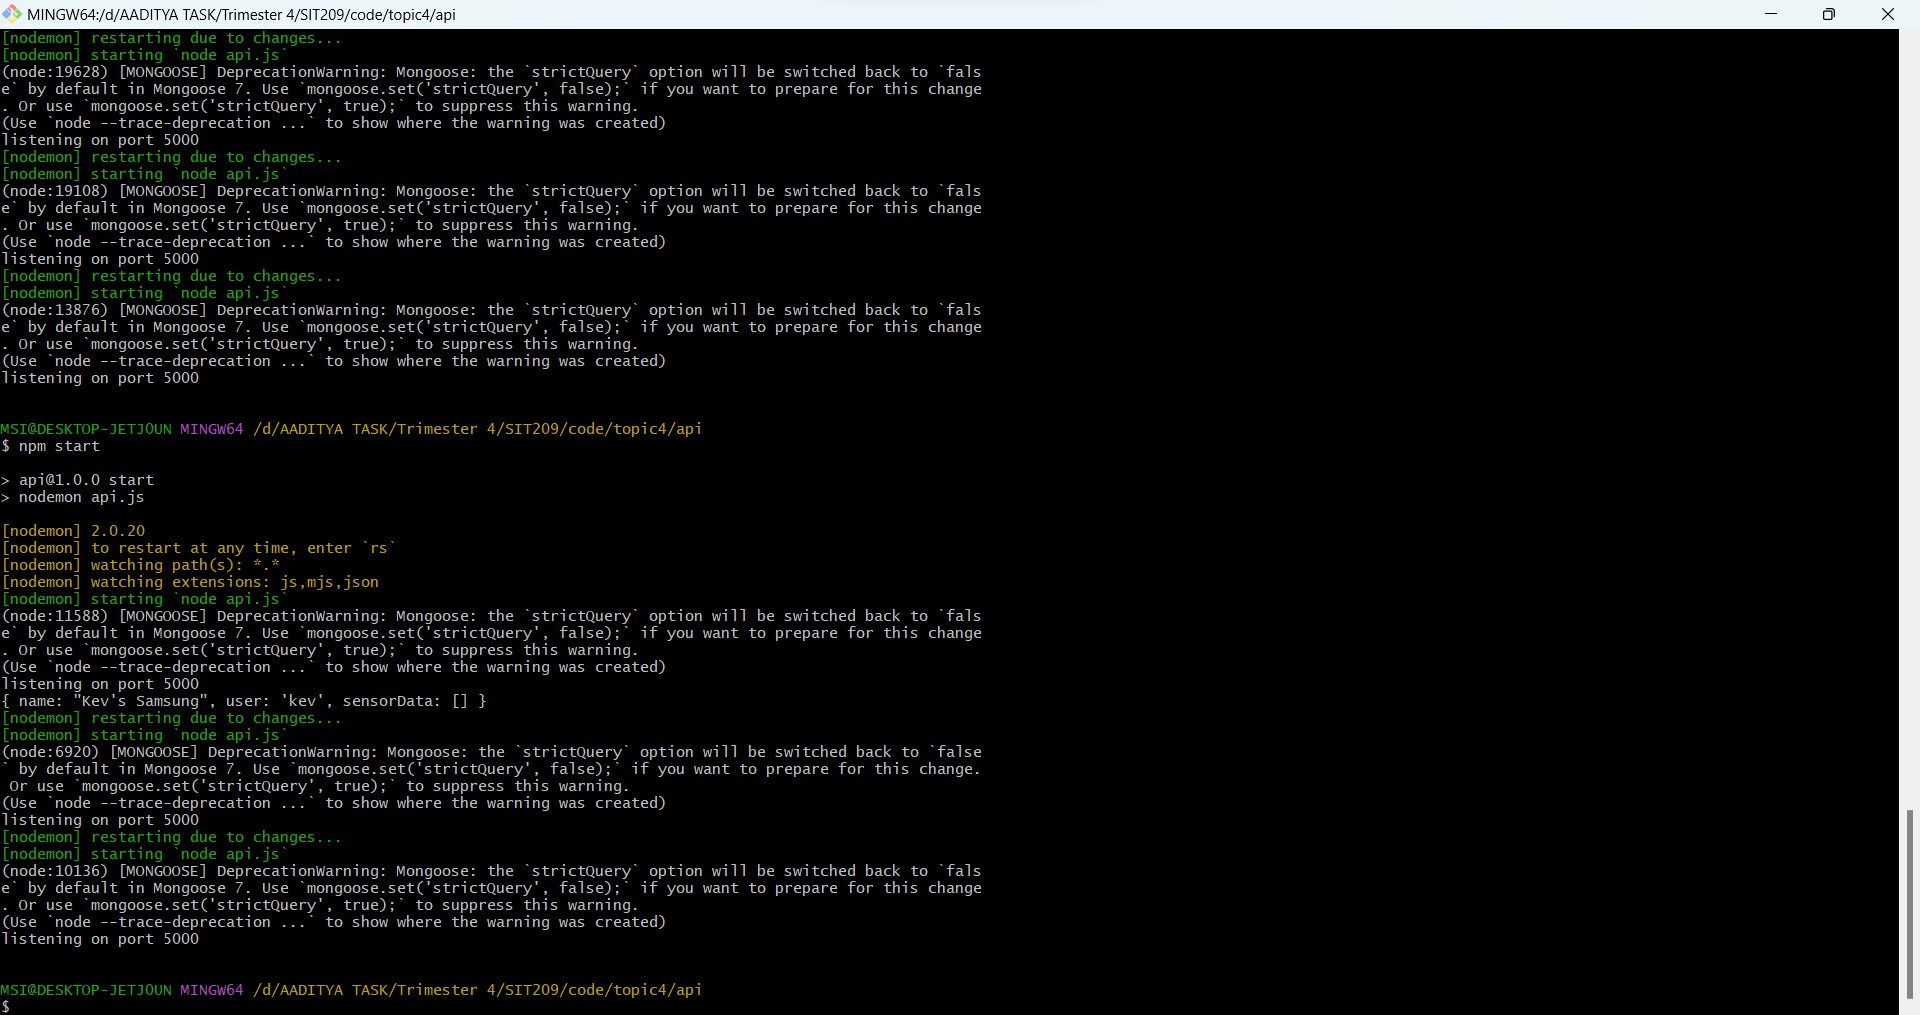 MINGW64:/d/AADITYA TASK/Trimester 4/SIT209/code/topic4/api
[nodemon] restarting due to changes...
[nodemon] starting `node api.js`
(node:19628) [MONGOOSE] DeprecationWarning: Mongoose: the `strictQuery` option will be switched back to `fals
e` by default in Mongoose 7. Use `mongoose.set('strictQuery', false);` if you want to prepare for this change
. Or use `mongoose.set('strictQuery', true);` to suppress this warning.
(Use `node --trace-deprecation ...` to show where the warning was created)
listening on port 5000
[nodemon] restarting due to changes...
[nodemon] starting `node api.js`
(node:19108) [MONGOOSE] DeprecationWarning: Mongoose: the `strictQuery` option will be switched back to `fals
e` by default in Mongoose 7. Use `mongoose.set('strictQuery', false);` if you want to prepare for this change
. Or use `mongoose.set('strictQuery', true);` to suppress this warning.
(Use `node --trace-deprecation ...` to show where the warning was created)
listening on port 5000
[nodemon] restarting due to changes...
[nodemon] starting `node api.js`
(node:13876) [MONGOOSE] DeprecationWarning: Mongoose: the `strictQuery` option will be switched back to `fals
e` by default in Mongoose 7. Use `mongoose.set('strictQuery', false);` if you want to prepare for this change
. Or use `mongoose.set('strictQuery', true);` to suppress this warning.
(Use `node --trace-deprecation ...` to show where the warning was created)
listening on port 5000
MSI@DESKTOP-JETJOUN MINGW64 /d/AADITYA TASK/Trimester 4/SIT209/code/topic4/api
$ npm start
> api@1.0.0 start
> nodemon api.js
[nodemon] 2.0.20
[nodemon] to restart at any time, enter `rs`
[nodemon] watching path(s): *.*
[nodemon] watching extensions: js,mjs,json
[nodemon] starting `node api.js`
(node:11588) [MONGOOSE] DeprecationWarning: Mongoose: the `strictQuery` option will be switched back to `fals
e` by default in Mongoose 7. Use `mongoose.set('strictQuery', false);` if you want to prepare for this change
. Or use `mongoose.set('strictQuery', true);` to suppress this warning.
(Use `node --trace-deprecation ...` to show where the warning was created)
listening on port 5000
{ name: "Kev's Samsung", user: 'kev', sensorData: [] }
[nodemon] restarting due to changes...
[nodemon] starting `node api.js`
(node:6920) [MONGOOSE] DeprecationWarning: Mongoose: the `strictQuery` option will be switched back to `false
` by default in Mongoose 7. Use `mongoose.set('strictQuery', false);` if you want to prepare for this change.
 Or use `mongoose.set('strictQuery', true);` to suppress this warning.
(Use `node --trace-deprecation ...` to show where the warning was created)
listening on port 5000
[nodemon] restarting due to changes...
[nodemon] starting `node api.js`
(node:10136) [MONGOOSE] DeprecationWarning: Mongoose: the `strictQuery` option will be switched back to `fals
e` by default in Mongoose 7. Use `mongoose.set('strictQuery', false);` if you want to prepare for this change
. Or use `mongoose.set('strictQuery', true);` to suppress this warning.
(Use `node --trace-deprecation ...` to show where the warning was created)
listening on port 5000
MSI@DESKTOP-JETJOUN MINGW64 /d/AADITYA TASK/Trimester 4/SIT209/code/topic4/api
$